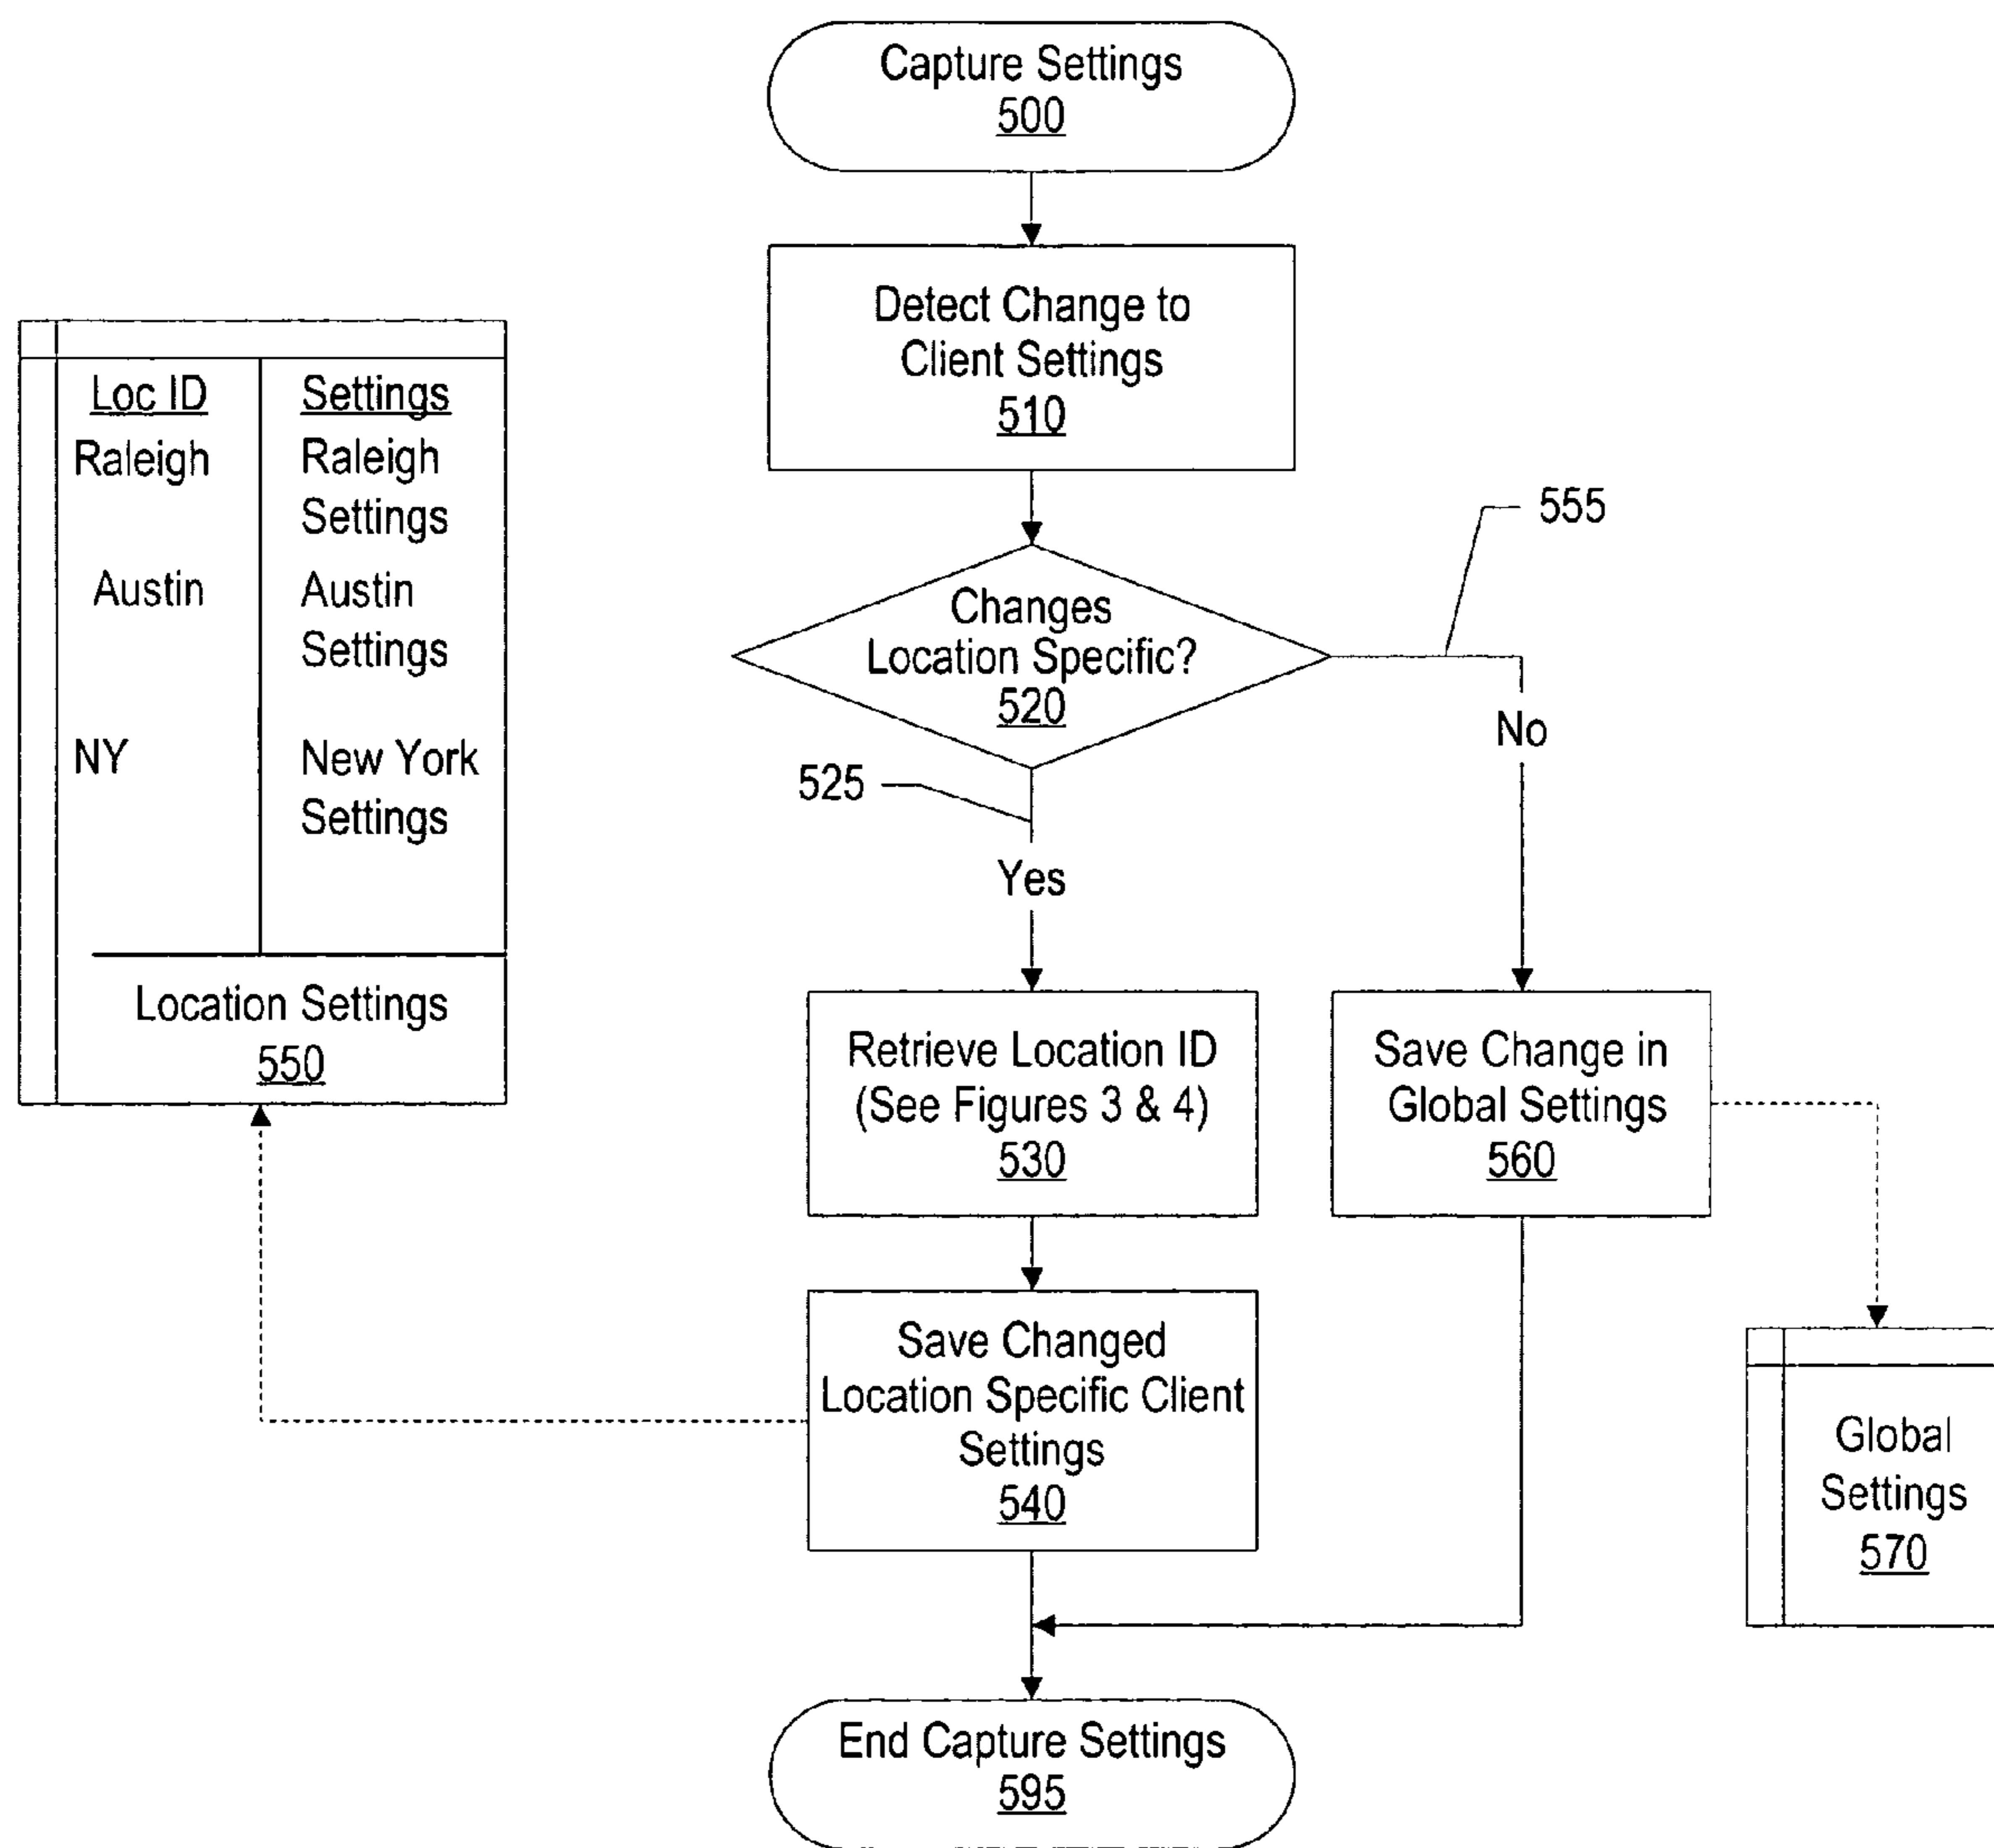 Capture Settings
500
Detect Change to
Client Settings
510
Changes
Location Specific?
520
555
No
525
Yes
Loc ID
Settings
Raleigh
Raleigh
Settings
Austin
Austin
Settings
NY
New York
Settings
Location Settings
550
Retrieve Location ID
(See Figures 3 & 4)
530
Save Change in
Global Settings
560
Save Changed
Location Specific Client
Settings
540
Global
Settings
570
End Capture Settings
595